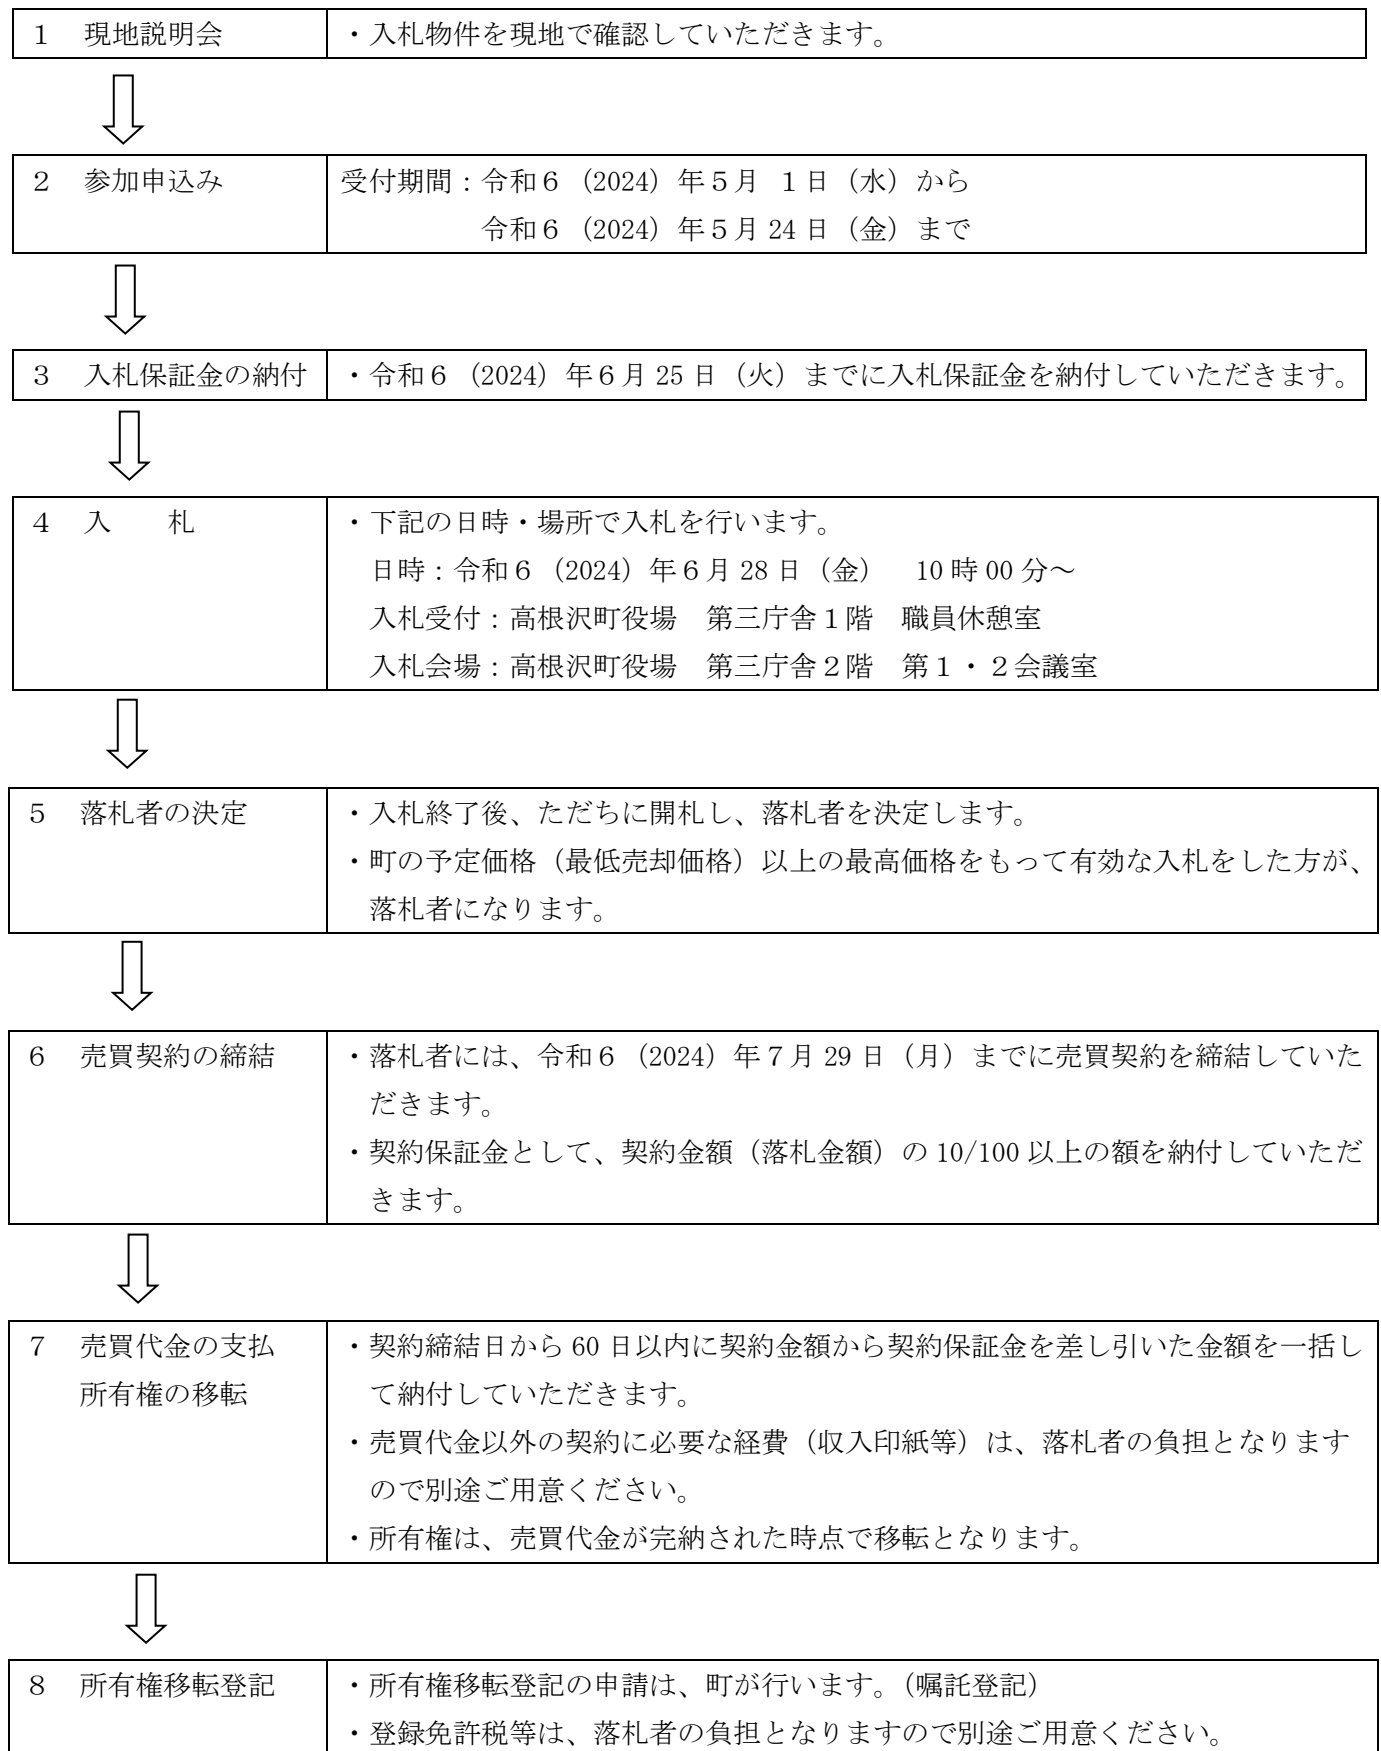 １　現地説明会　・入札物件を現地で確認していただきます。
２　参加申込み　受付期間：令和６（2024）年５月　１日（水）から
令和６（2024）年５月 24 日（金）まで
３　入札保証金の納付　・令和６（2024）年６月 25 日（火）までに入札保証金を納付していただきます。
４　入　　札　・下記の日時・場所で入札を行います。
日時：令和６（2024）年６月 28 日（金）　10 時 00 分～
入札受付：高根沢町役場　第三庁舎１階　職員休憩室
入札会場：高根沢町役場　第三庁舎２階　第１・２会議室
５　落札者の決定　・入札終了後、ただちに開札し、落札者を決定します。
・町の予定価格（最低売却価格）以上の最高価格をもって有効な入札をした方が、
落札者になります。
６　売買契約の締結　・落札者には、令和６（2024）年７月 29 日（月）までに売買契約を締結していた
だきます。
・契約保証金として、契約金額（落札金額）の 10/100 以上の額を納付していただ
きます。
７　売買代金の支払　・契約締結日から 60 日以内に契約金額から契約保証金を差し引いた金額を一括し
所有権の移転　て納付していただきます。
・売買代金以外の契約に必要な経費（収入印紙等）は、落札者の負担となります
ので別途ご用意ください。
・所有権は、売買代金が完納された時点で移転となります。
８　所有権移転登記　・所有権移転登記の申請は、町が行います。（嘱託登記）
・登録免許税等は、落札者の負担となりますので別途ご用意ください。